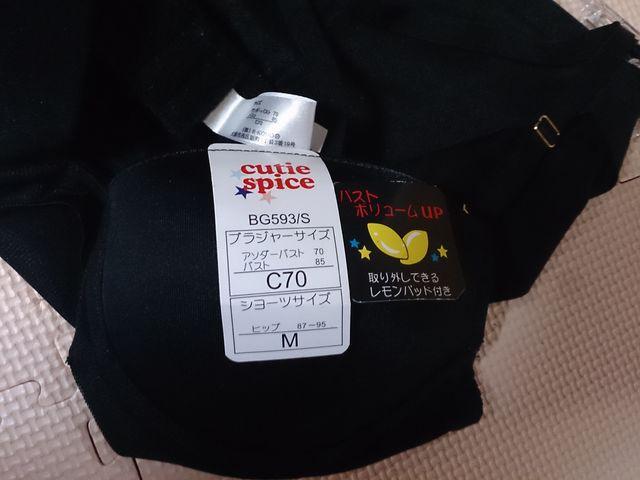 cutie
spice
BG593/S
ブラジャーサイズ
アンダーバスト 70
バスト 85
C70
ショーツサイズ
ヒップ 87−95
M
バスト
ボリュームUP
取り外しできる
レモンパッド付き